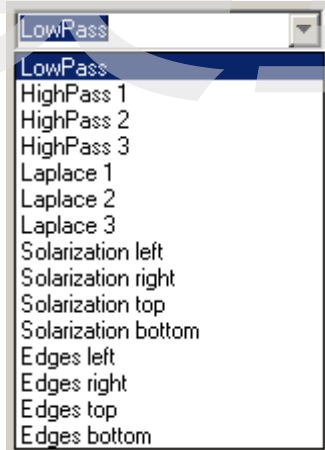 LowPass
LowPass
HighPass 1
HighPass 2
HighPass 3
Laplace 1
Laplace 2
Laplace 3
Solarization left
Solarization right
Solarization top
Solarization bottom
Edges left
Edges right
Edges top
Edges bottom